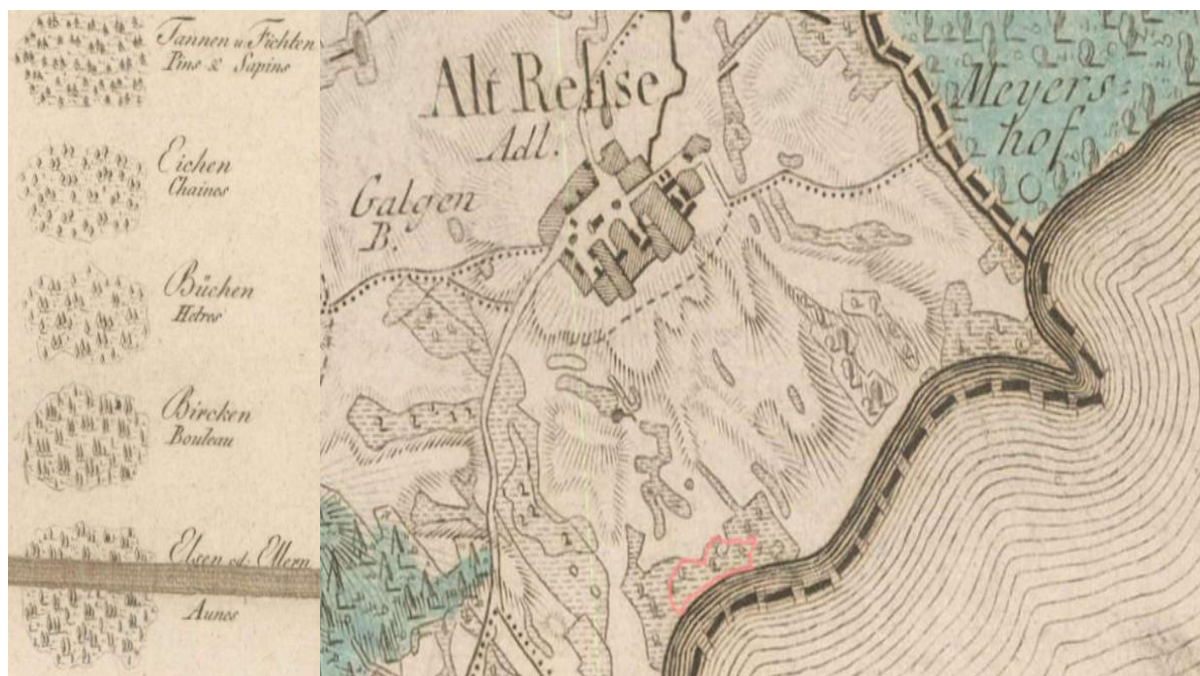 Tannen u. Fichten
Pins & Sapins
Eichen
Chaines
Büchen
Hetres
Bircken
Bouleau
Elsen od. Ellern
Aunes
Alt Rehse
Adl.
Galgen
B.
Meyers-
hof